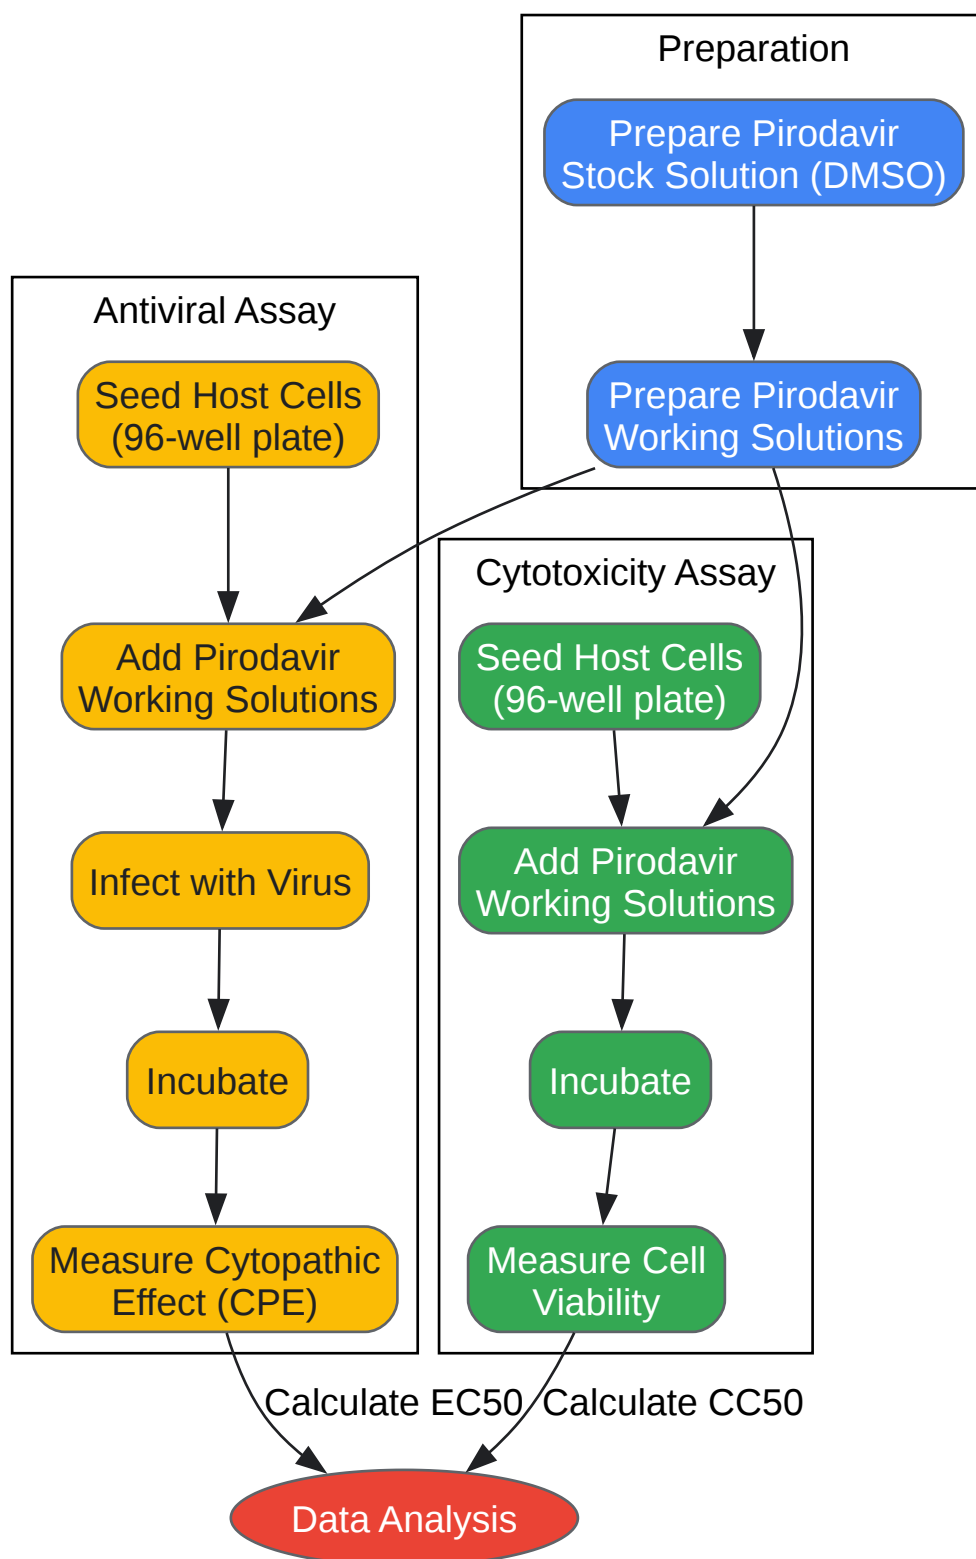 Preparation
Prepare Pirodavir
Stock Solution (DMSO)
Prepare Pirodavir
Working Solutions
Antiviral Assay
Seed Host Cells
(96-well plate)
Add Pirodavir
Working Solutions
Infect with Virus
Incubate
Measure Cytopathic
Effect (CPE)
Cytotoxicity Assay
Seed Host Cells
(96-well plate)
Add Pirodavir
Working Solutions
Incubate
Measure Cell
Viability
Calculate EC50
Calculate CC50
Data Analysis